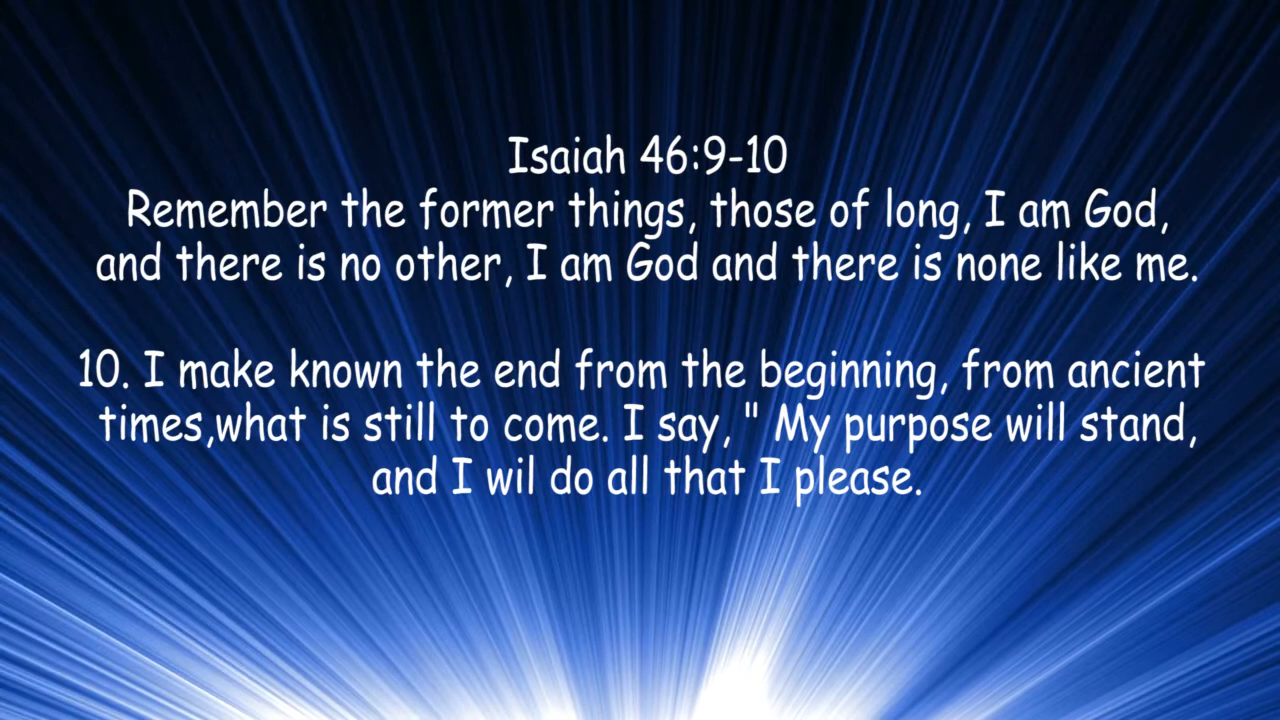 Isaiah 46:9-10
Remember the former things, those of long, I am God,
and there is no other, I am God and there is none like me.
10. I make known the end from the beginning, from ancient
times,what is still to come. I say, " My purpose will stand,
and I wil do all that I please.